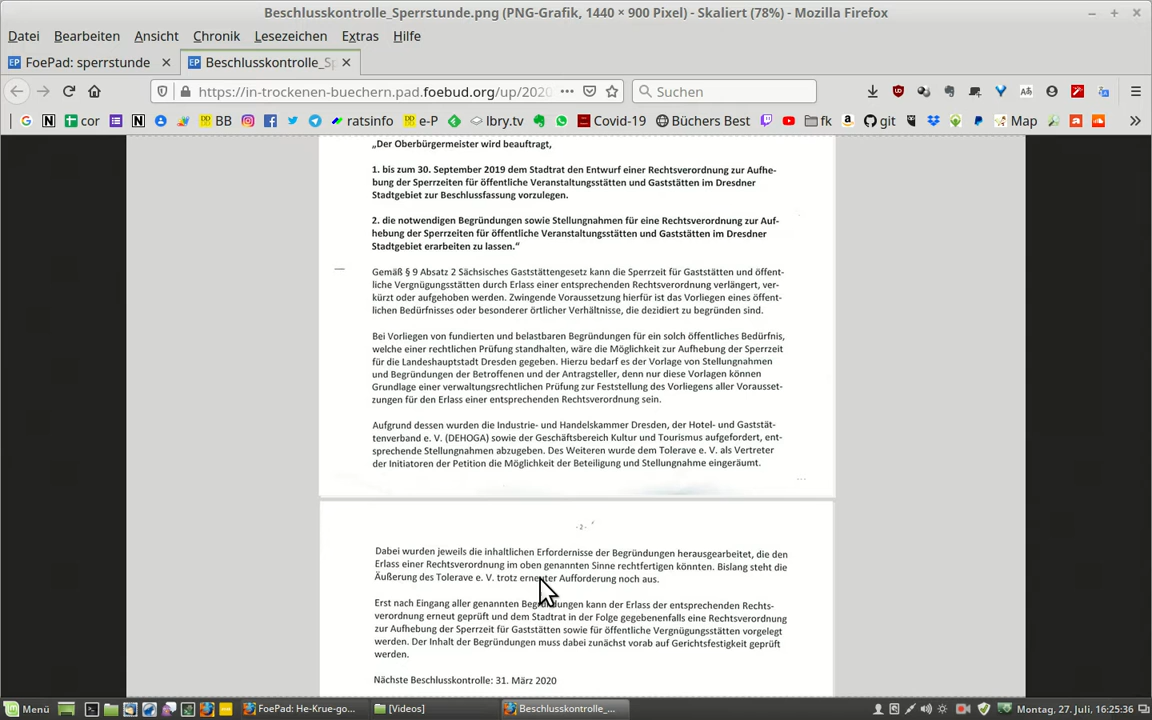 Beschlusskontrolle_Sperrstunde.png (PNG-Grafik, 1440 × 900 Pixel) - Skaliert (78%) - Mozilla Firefox
Datei Bearbeiten Ansicht Chronik Lesezeichen Extras Hilfe
FoePad: sperrstunde Beschlusskontrolle_Sp
https://in-trockenen-buechern.pad.foebud.org/up/2020 Suchen
cor N BB ratsinfo e-P lbry.tv Covid-19 Büchers Best fk git Map
„Der Oberbürgermeister wird beauftragt,
1. bis zum 30. September 2019 dem Stadtrat den Entwurf einer Rechtsverordnung zur Aufhe-
bung der Sperrzeiten für öffentliche Veranstaltungsstätten und Gaststätten im Dresdner
Stadtgebiet zur Beschlussfassung vorzulegen.
2. die notwendigen Begründungen sowie Stellungnahmen für eine Rechtsverordnung zur Auf-
hebung der Sperrzeiten für öffentliche Veranstaltungsstätten und Gaststätten im Dresdner
Stadtgebiet erarbeiten zu lassen.“
Gemäß § 9 Absatz 2 Sächsisches Gaststättengesetz kann die Sperrzeit für Gaststätten und öffent-
liche Vergnügungsstätten durch Erlass einer entsprechenden Rechtsverordnung verlängert, ver-
kürzt oder aufgehoben werden. Zwingende Voraussetzung hierfür ist das Vorliegen eines öffent-
lichen Bedürfnisses oder besonderer örtlicher Verhältnisse, die dezidiert zu begründen sind.
Bei Vorliegen von fundierten und belastbaren Begründungen für ein solch öffentliches Bedürfnis,
welche einer rechtlichen Prüfung standhalten, wäre die Möglichkeit zur Aufhebung der Sperrzeit
für die Landeshauptstadt Dresden gegeben. Hierzu bedarf es der Vorlage von Stellungnahmen
und Begründungen der Betroffenen und der Antragsteller, denn nur diese Vorlagen können
Grundlage einer verwaltungsrechtlichen Prüfung zur Feststellung des Vorliegens aller Vorausset-
zungen für den Erlass einer entsprechenden Rechtsverordnung sein.
Aufgrund dessen wurden die Industrie- und Handelskammer Dresden, der Hotel- und Gaststät-
tenverband e. V. (DEHOGA) sowie der Geschäftsbereich Kultur und Tourismus aufgefordert, ent-
sprechende Stellungnahmen abzugeben. Des Weiteren wurde dem Tolerave e. V. als Vertreter
der Initiatoren der Petition die Möglichkeit der Beteiligung und Stellungnahme eingeräumt.
...
- 2 -
Dabei wurden jeweils die inhaltlichen Erfordernisse der Begründungen herausgearbeitet, die den
Erlass einer Rechtsverordnung im oben genannten Sinne rechtfertigen könnten. Bislang steht die
Äußerung des Tolerave e. V. trotz erneuter Aufforderung noch aus.
Erst nach Eingang aller genannten Begründungen kann der Erlass der entsprechenden Rechts-
verordnung erneut geprüft und dem Stadtrat in der Folge gegebenenfalls eine Rechtsverordnung
zur Aufhebung der Sperrzeit für Gaststätten sowie für öffentliche Vergnügungsstätten vorgelegt
werden. Der Inhalt der Begründungen muss dabei zunächst vorab auf Gerichtsfestigkeit geprüft
werden.
Nächste Beschlusskontrolle: 31. März 2020
Menü FoePad: He-Krue-go... [Videos] Beschlusskontrolle_... Montag, 27. Juli, 16:25:36